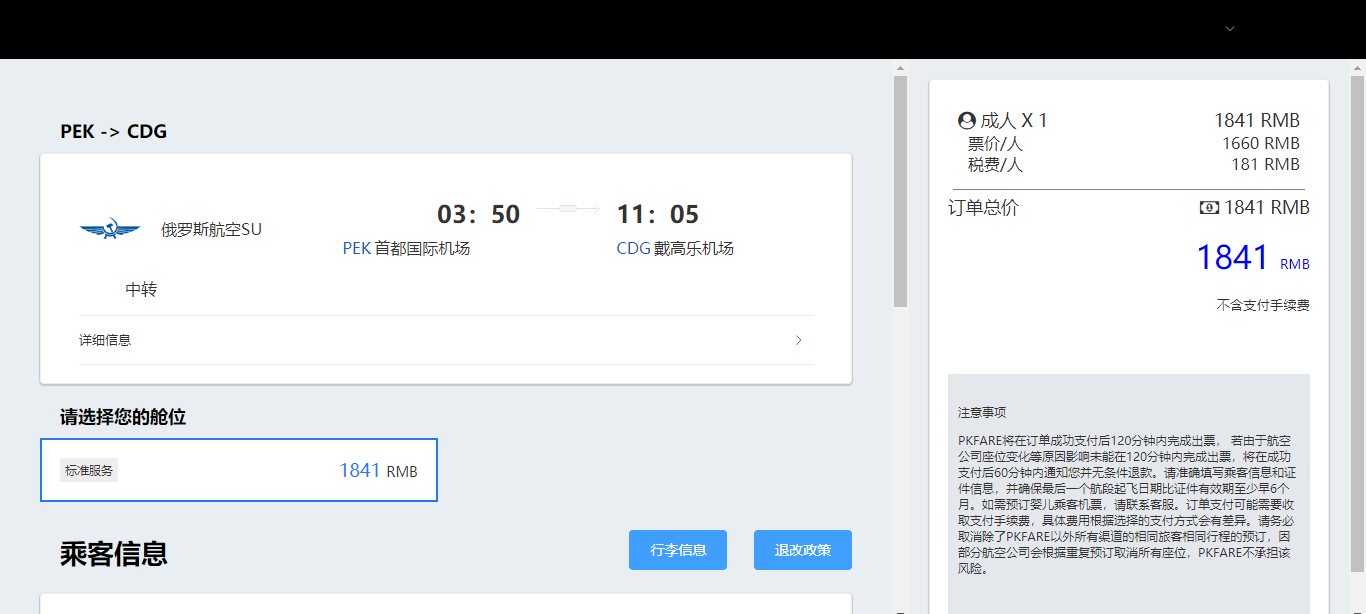 PEK -> CDG
俄罗斯航空SU
03：50
11：05
PEK 首都国际机场
CDG 戴高乐机场
中转
详细信息
请选择您的舱位
标准服务
1841 RMB
乘客信息
行李信息
退改政策
成人 X 1
1841 RMB
票价/人
1660 RMB
税费/人
181 RMB
订单总价
1841 RMB
1841 RMB
不含支付手续费
注意事项
PKFARE将在订单成功支付后120分钟内完成出票， 若由于航空
公司座位变化等原因影响未能在120分钟内完成出票，将在成功
支付后60分钟内通知您并无条件退款。请准确填写乘客信息和证
件信息，并确保最后一个航段起飞日期比证件有效期至少早6个
月。如需预订婴儿乘客机票，请联系客服。订单支付可能需要收
取支付手续费，具体费用根据选择的支付方式会有差异。请务必
取消除了PKFARE以外所有渠道的相同旅客相同行程的预订，因
部分航空公司会根据重复预订取消所有座位，PKFARE不承担该
风险。